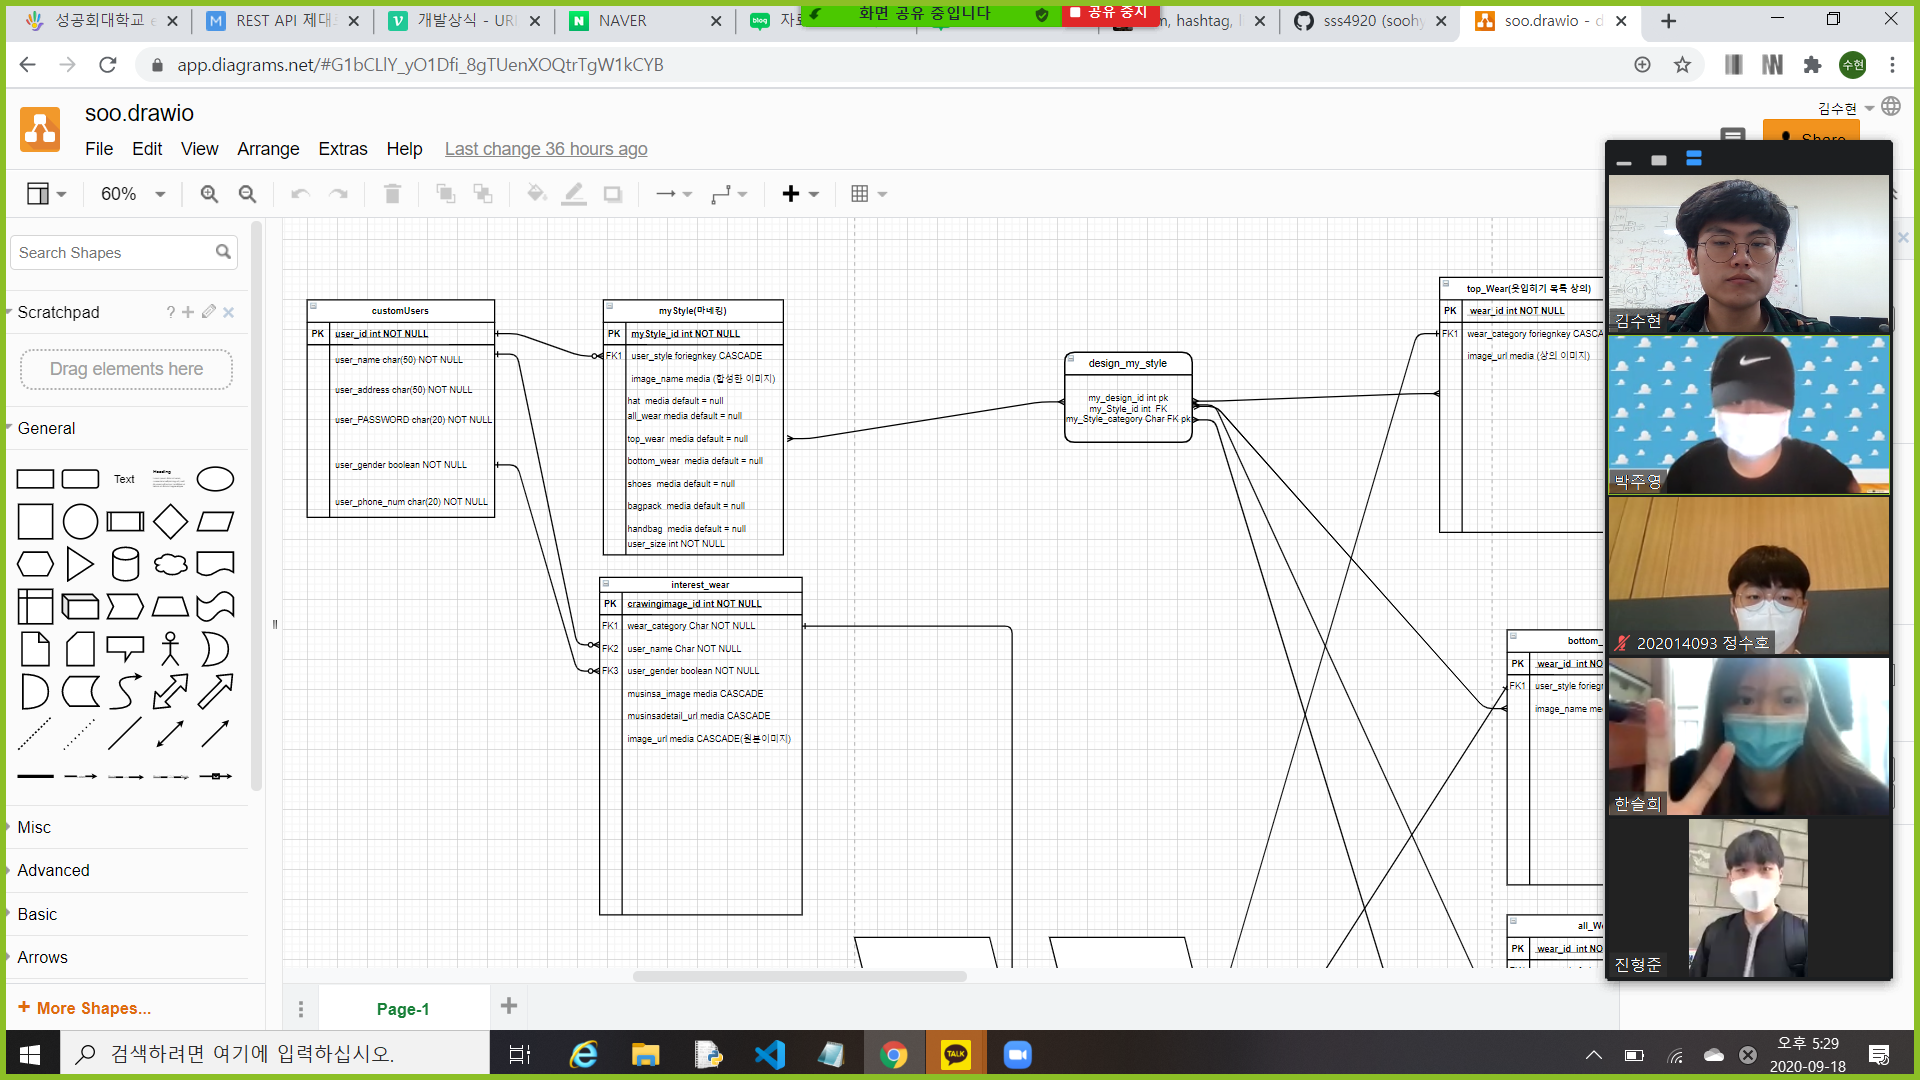 성공회대학교
REST API 제대
개발상식 - UR
NAVER
자료
화면 공유 중입니다
공유 중지
m, hashtag,
sss4920 (sooh
soo.drawio - d
app.diagrams.net/#G1bCLlY_yO1Dfi_8gTUenXOQtrTgW1kCYB
수현
soo.drawio
김수현
File Edit View Arrange Extras Help Last change 36 hours ago
Share
60%
Search Shapes
Scratchpad
Drag elements here
General
Text
Heading
Misc
Advanced
Basic
Arrows
+ More Shapes...
customUsers
PK user_id int NOT NULL
user_name char(50) NOT NULL
user_address char(50) NOT NULL
user_PASSWORD char(20) NOT NULL
user_gender boolean NOT NULL
user_phone_num char(20) NOT NULL
myStyle(마네킹)
PK myStyle_id int NOT NULL
FK1 user_style foriegnkey CASCADE
image_name media (합성한 이미지)
hat media default = null
all_wear media default = null
top_wear media default = null
bottom_wear media default = null
shoes media default = null
bagpack media default = null
handbag media default = null
user_size int NOT NULL
interest_wear
PK crawingimage_id int NOT NULL
FK1 wear_category Char NOT NULL
FK2 user_name Char NOT NULL
FK3 user_gender boolean NOT NULL
musinsa_image media CASCADE
musinsadetail_url media CASCADE
image_url media CASCADE(원본이미지)
design_my_style
my_design_id int pk
my_Style_id int FK
my_Style_category Char FK pk
top_Wear(옷입히기 목록 상의)
PK wear_id int NOT NULL
FK1 wear_category foriegnkey CASCA
image_url media (상의 이미지)
bottom_
PK wear_id int NO
FK1 user_style forieg
image_name me
all_We
PK wear_id int NO
김수현
박주영
202014093 정수호
한슬희
진형준
Page-1
검색하려면 여기에 입력하십시오.
TALK
오후 5:29
2020-09-18